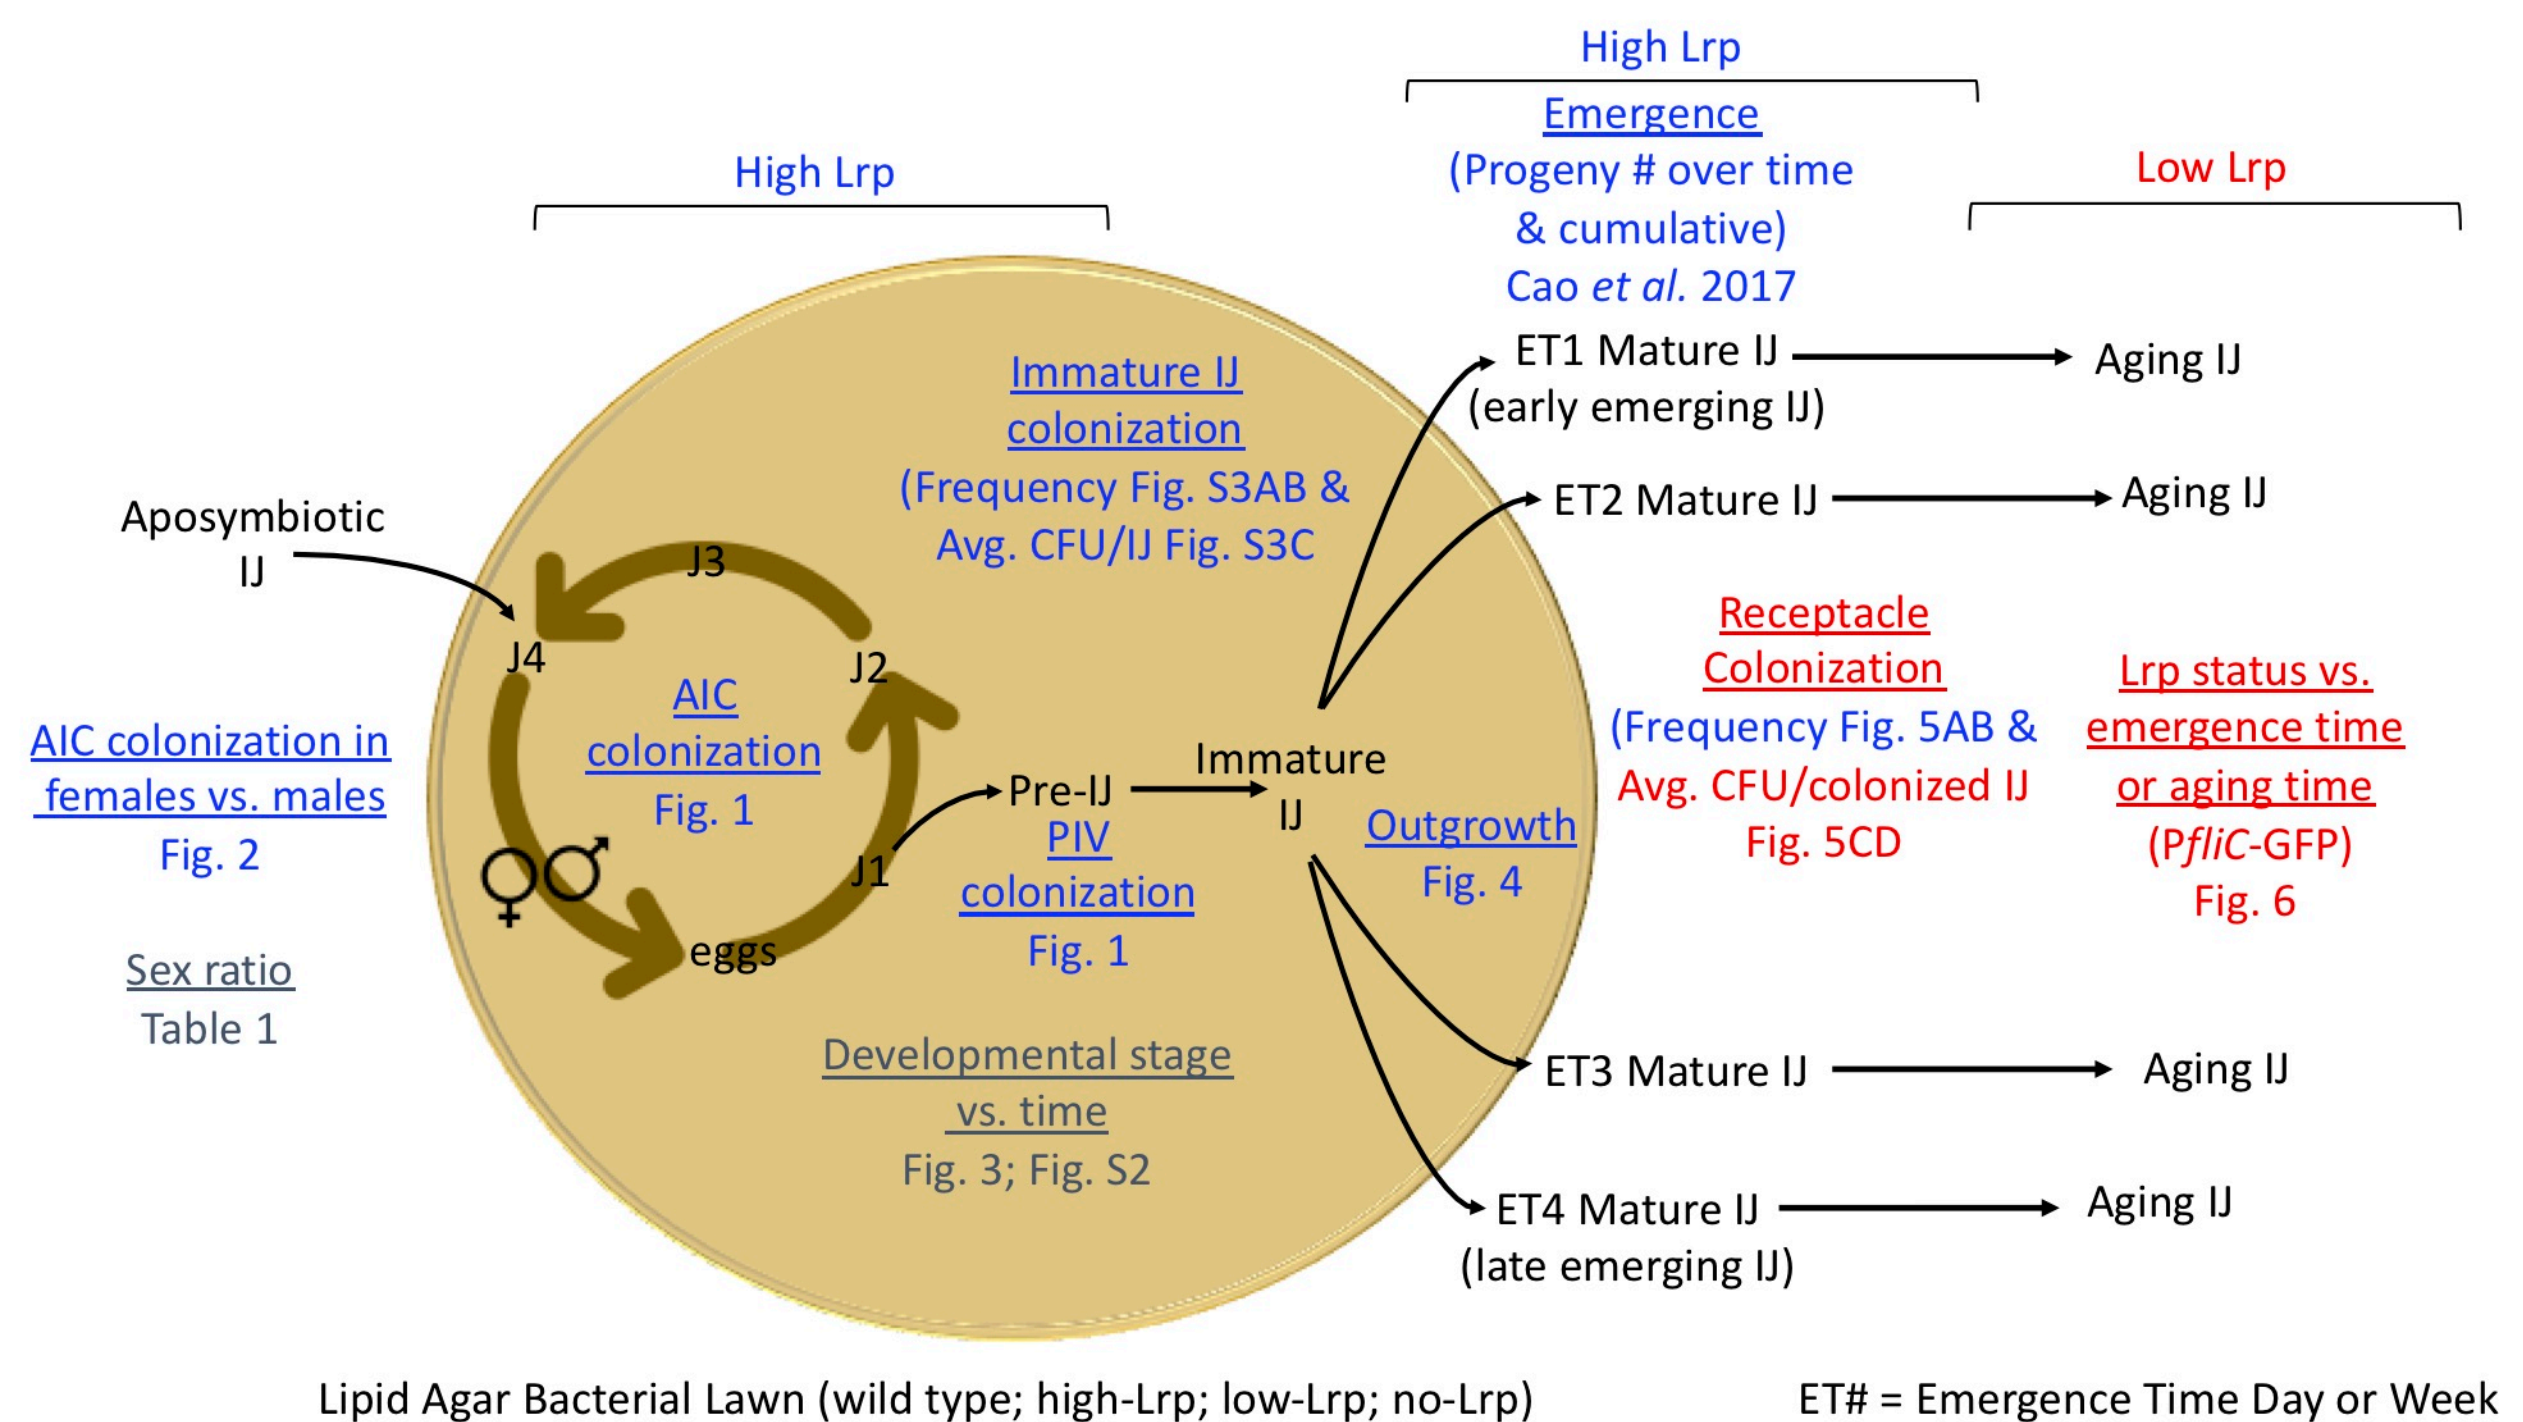 High Lrp
Emergence
(Progeny # over time
& cumulative)
Cao et al. 2017
High Lrp
Low Lrp
Immature IJ
colonization
(Frequency Fig. S3AB &
Avg. CFU/IJ Fig. S3C
ET1 Mature IJ
(early emerging IJ)
Aging IJ
ET2 Mature IJ
Aging IJ
Aposymbiotic
IJ
J3
J4
J2
AIC
colonization
Fig. 1
J1
eggs
AIC colonization in
females vs. males
Fig. 2
Sex ratio
Table 1
Pre-IJ
PIV
colonization
Fig. 1
Immature
IJ
Outgrowth
Fig. 4
Receptacle
Colonization
(Frequency Fig. 5AB &
Avg. CFU/colonized IJ
Fig. 5CD
Lrp status vs.
emergence time
or aging time
(PfliC-GFP)
Fig. 6
Developmental stage
vs. time
Fig. 3; Fig. S2
ET3 Mature IJ
Aging IJ
ET4 Mature IJ
(late emerging IJ)
Aging IJ
Lipid Agar Bacterial Lawn (wild type; high-Lrp; low-Lrp; no-Lrp)
ET# = Emergence Time Day or Week